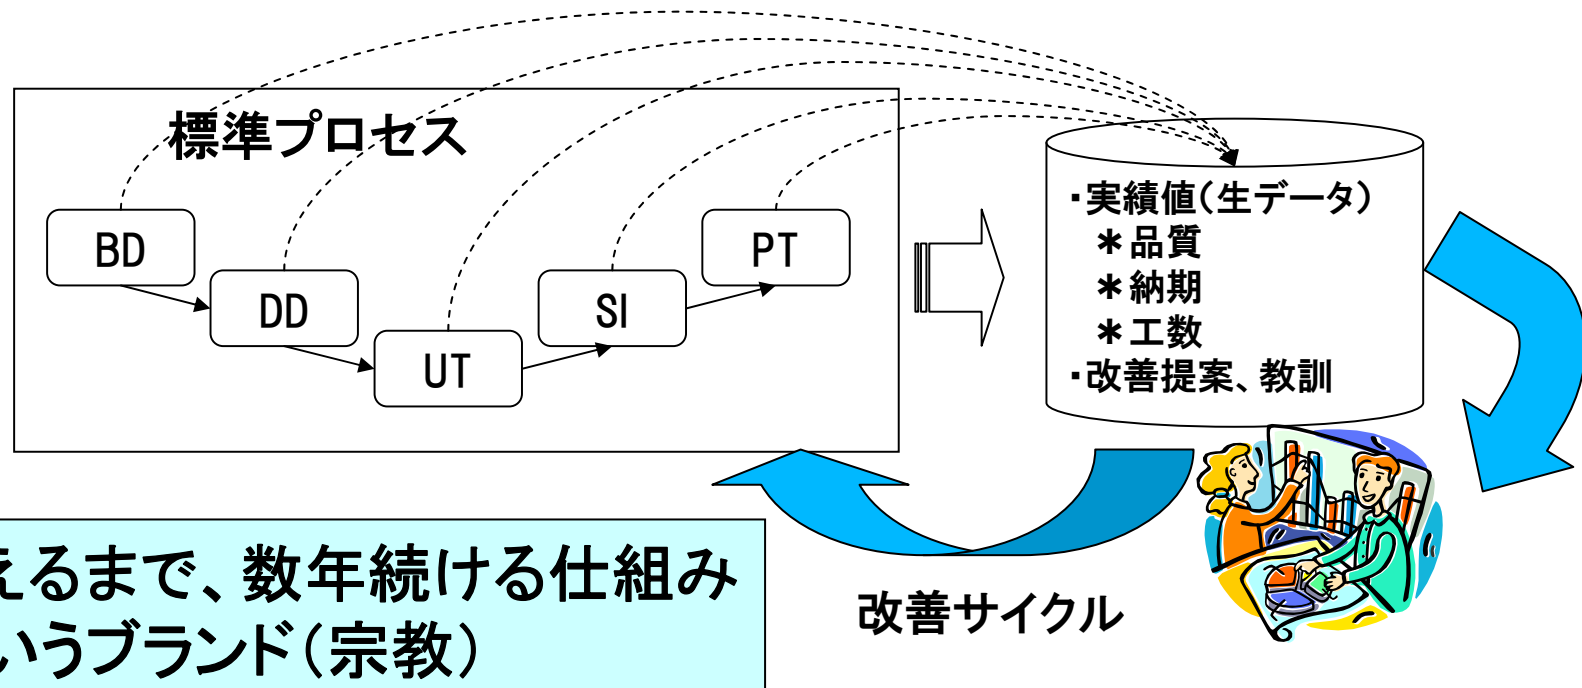 標準プロセス
BD
DD
UT
SI
PT
・実績値(生データ)
＊品質
＊納期
＊工数
・改善提案、教訓
えるまで、数年続ける仕組み
いうブランド(宗教)
改善サイクル